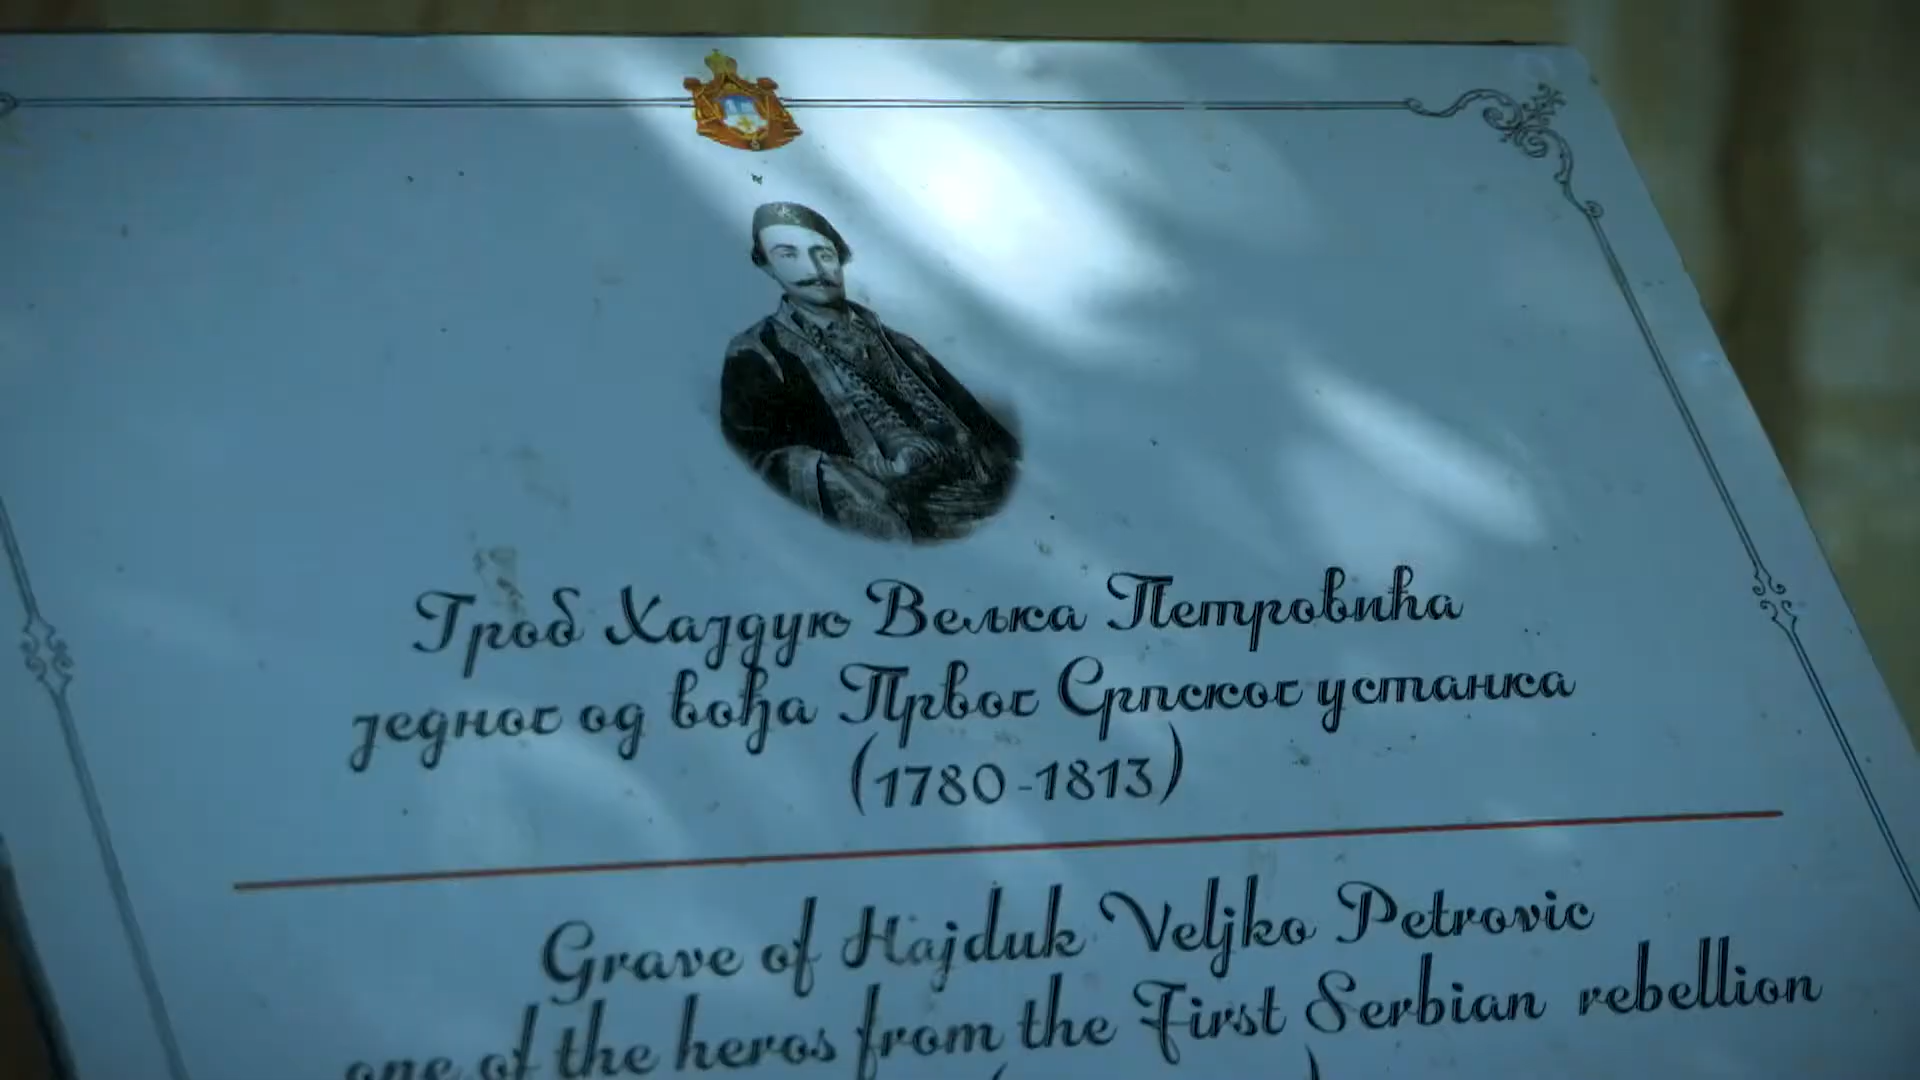 Гроб Хајдук Вељка Петровића
једног од вођа Првог Српског устанка
(1780-1813)
Grave of Hajduk Veljko Petrovic
one of the heros from the First Serbian rebellion